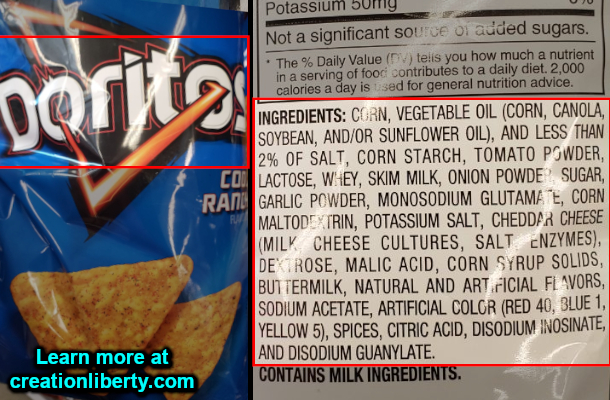 Doritos
COO
RAN
FLA
Learn more at
creationliberty.com
Potassium 50mg 0%
Not a significant source of added sugars.
* The % Daily Value (DV) tells you how much a nutrient
in a serving of food contributes to a daily diet. 2,000
calories a day is used for general nutrition advice.
INGREDIENTS: CORN, VEGETABLE OIL (CORN, CANOLA,
SOYBEAN, AND/OR SUNFLOWER OIL), AND LESS THAN
2% OF SALT, CORN STARCH, TOMATO POWDER,
LACTOSE, WHEY, SKIM MILK, ONION POWDER, SUGAR,
GARLIC POWDER, MONOSODIUM GLUTAMATE, CORN
MALTODEXTRIN, POTASSIUM SALT, CHEDDAR CHEESE
(MILK, CHEESE CULTURES, SALT, ENZYMES),
DEXTROSE, MALIC ACID, CORN SYRUP SOLIDS,
BUTTERMILK, NATURAL AND ARTIFICIAL FLAVORS,
SODIUM ACETATE, ARTIFICIAL COLOR (RED 40, BLUE 1,
YELLOW 5), SPICES, CITRIC ACID, DISODIUM INOSINATE,
AND DISODIUM GUANYLATE.
CONTAINS MILK INGREDIENTS.